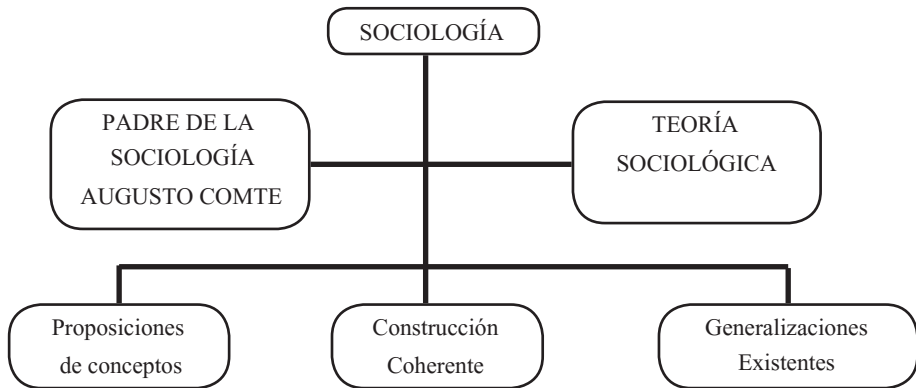 SOCIOLOGÍA
PADRE DE LA
SOCIOLOGÍA
AUGUSTO COMTE
TEORÍA
SOCIOLÓGICA
Proposiciones
de conceptos
Construcción
Coherente
Generalizaciones
Existentes